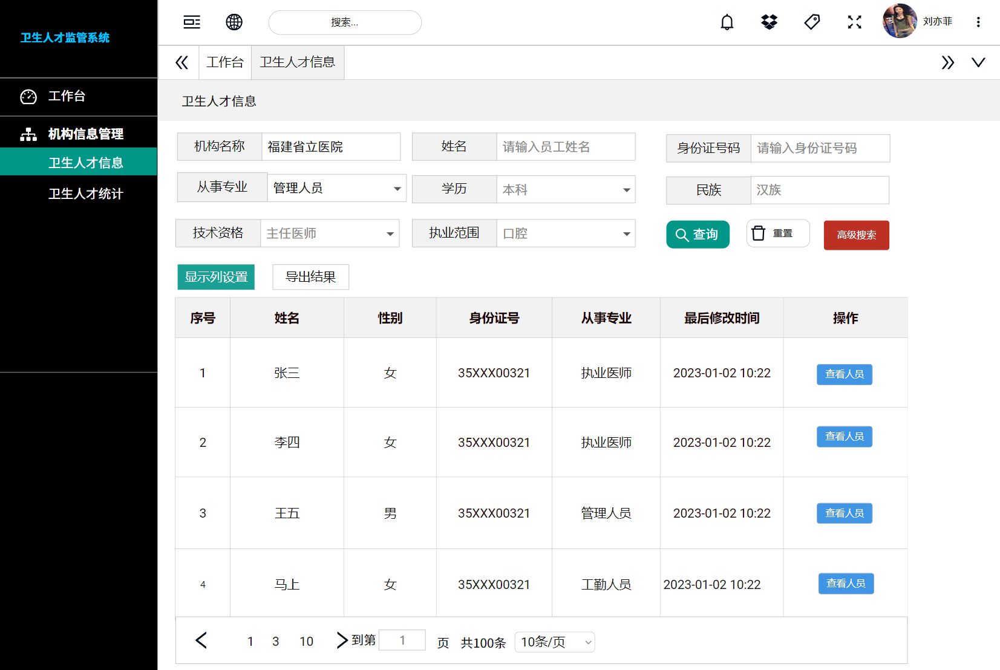 卫生人才监管系统
搜索...
刘亦菲
工作台
卫生人才信息
工作台
机构信息管理
卫生人才信息
卫生人才统计
卫生人才信息
机构名称 福建省立医院 姓名 请输入员工姓名 身份证号码 请输入身份证号码
从事专业 管理人员 学历 本科 民族 汉族
技术资格 主任医师 执业范围 口腔 查询 重置 高级搜索
显示列设置 导出结果
序号 姓名 性别 身份证号 从事专业 最后修改时间 操作
1 张三 女 35XXX00321 执业医师 2023-01-02 10:22 查看人员
2 李四 女 35XXX00321 执业医师 2023-01-02 10:22 查看人员
3 王五 男 35XXX00321 管理人员 2023-01-02 10:22 查看人员
4 马上 女 35XXX00321 工勤人员 2023-01-02 10:22 查看人员
1 3 10 到第 1 页 共100条 10条/页